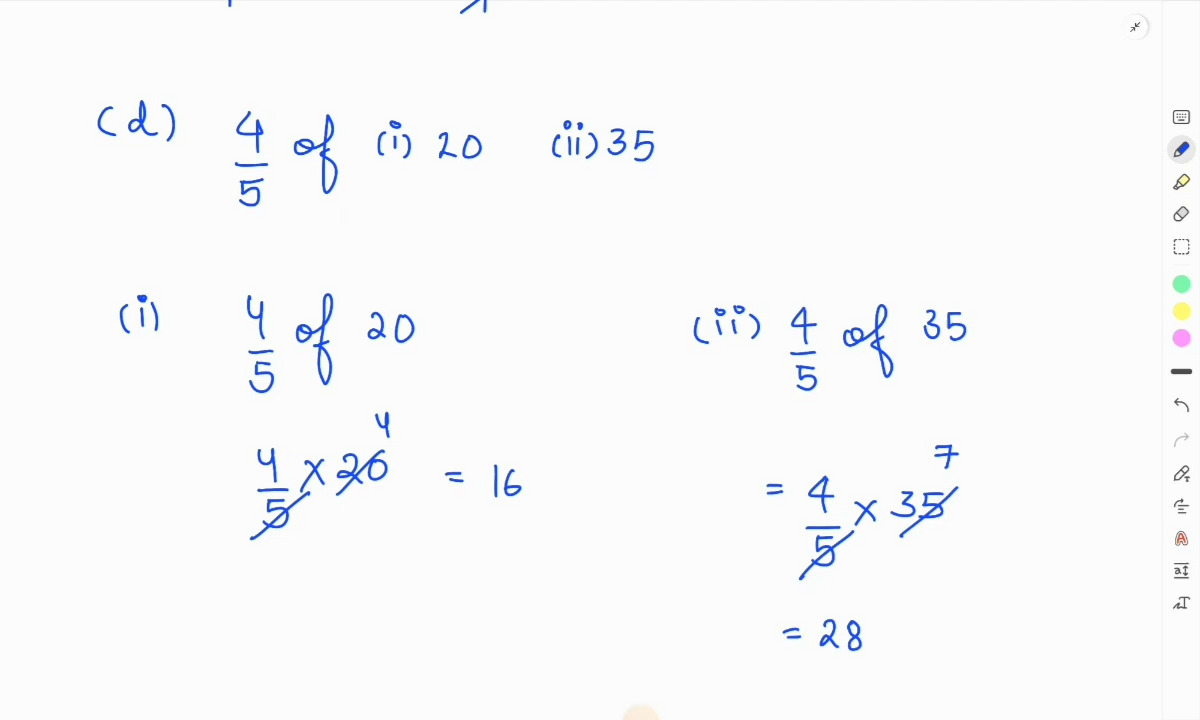 (d) 4/5 of (i) 20 (ii) 35
(i) 4/5 of 20
4/5 × 20 4 = 16
(ii) 4/5 of 35
= 4/5 × 35 7
= 28